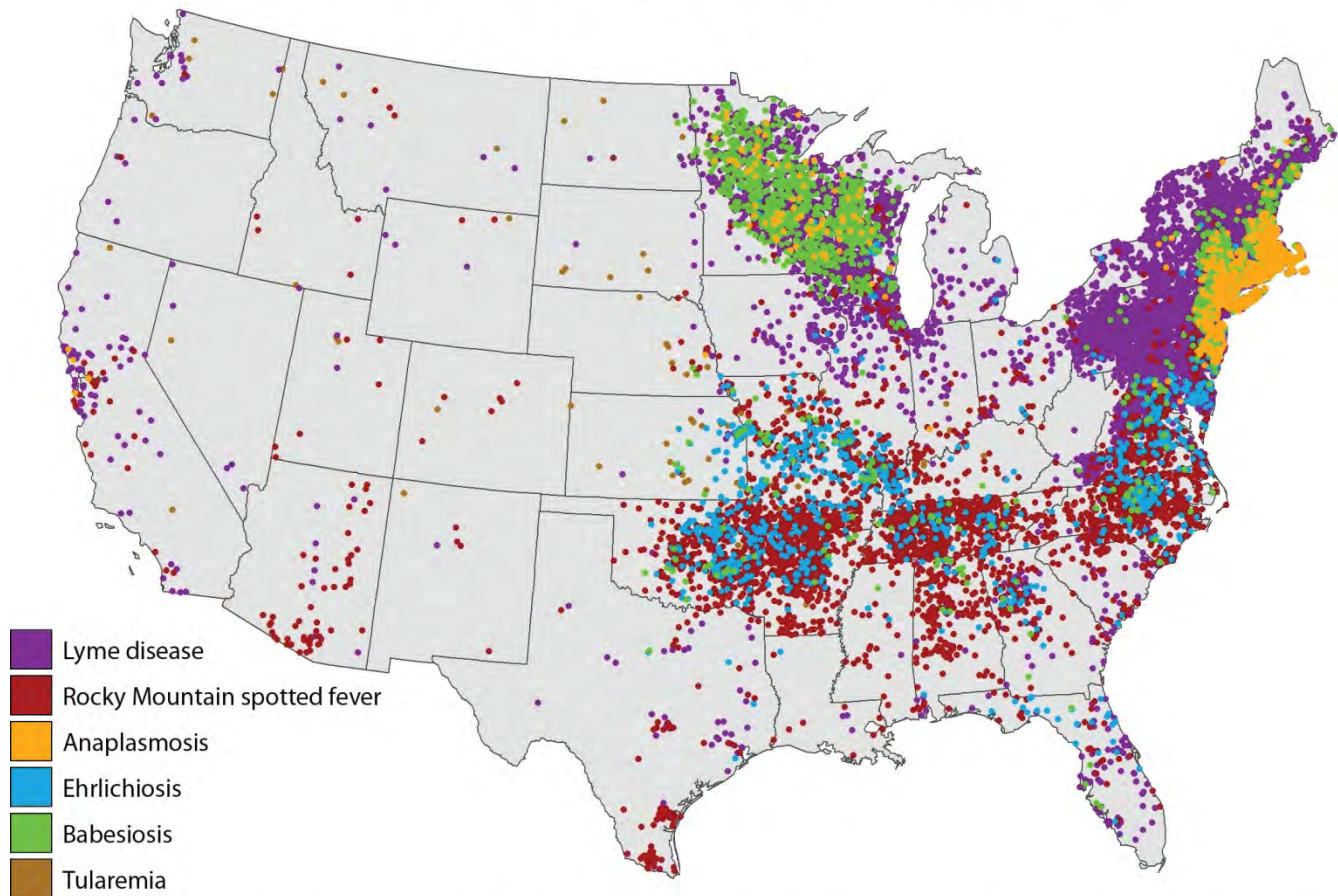 Lyme disease
Rocky Mountain spotted fever
Anaplasmosis
Ehrlichiosis
Babesiosis
Tularemia